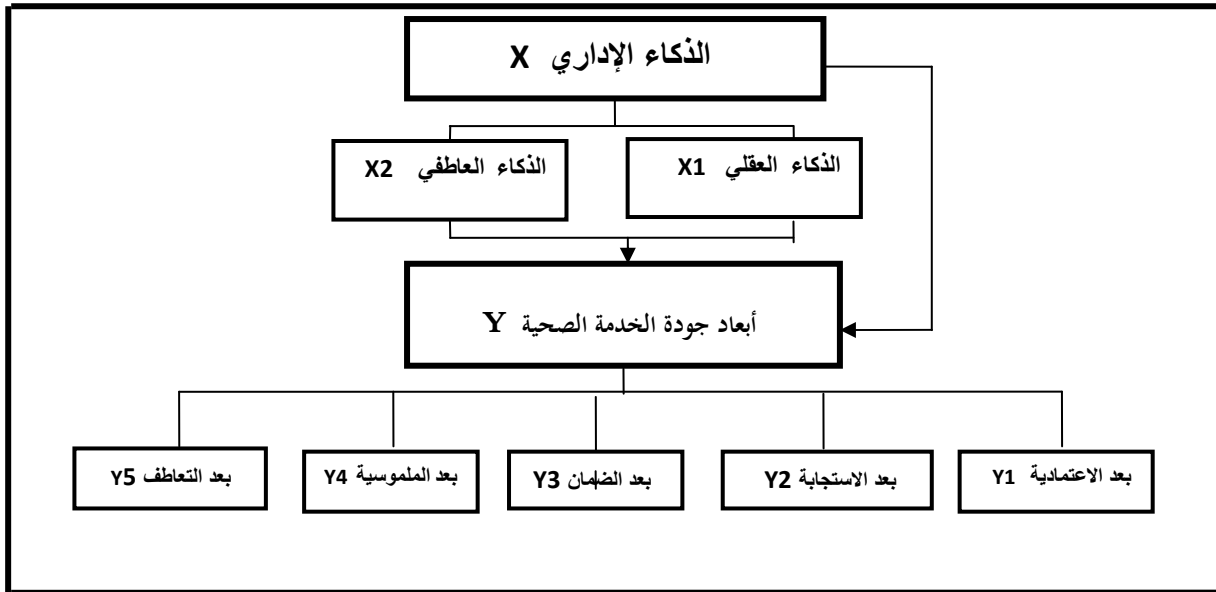 الذكاء الإداري X
الذكاء العقلي X1
الذكاء العاطفي X2
أبعاد جودة الخدمة الصحية Y
بعد الاعتمادية Y1
بعد الاستجابة Y2
بعد الضمان Y3
بعد الملموسية Y4
بعد التعاطف Y5